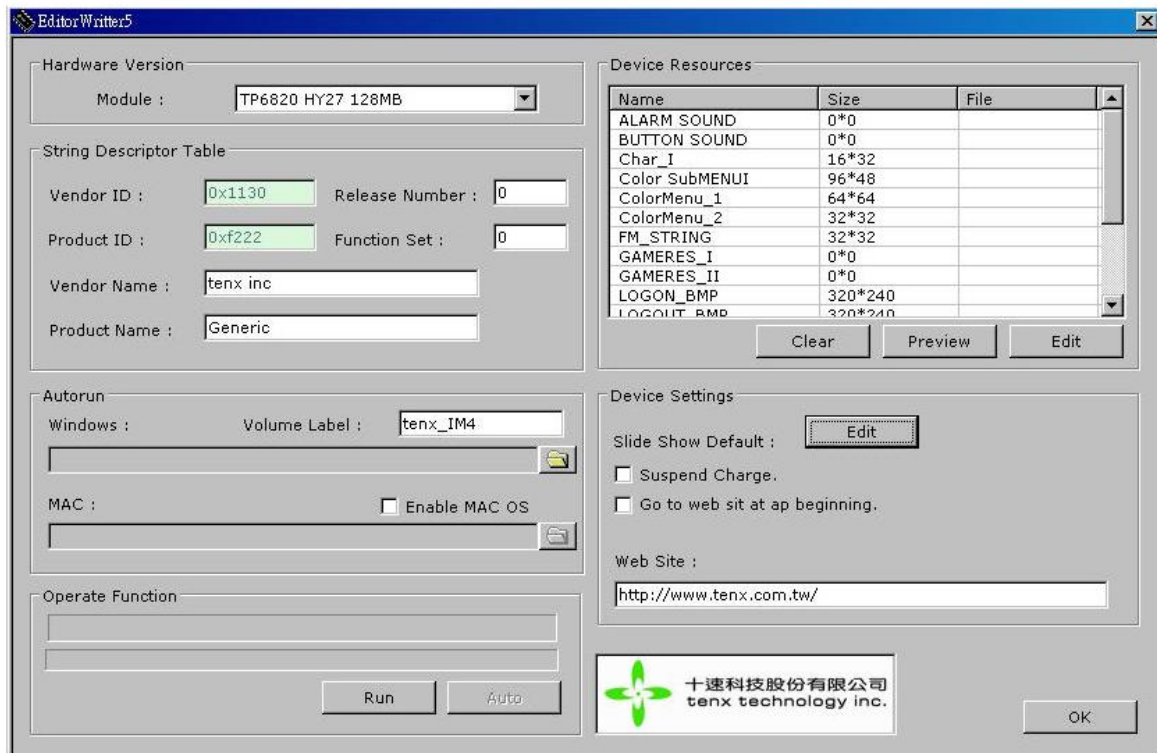 EditorWritter5
Hardware Version
Module : TP6820 HY27 128MB
String Descriptor Table
Vendor ID : 0x1130 Release Number : 0
Product ID : 0xf222 Function Set : 0
Vendor Name : tenx inc
Product Name : Generic
Autorun
Windows : Volume Label : tenx_IM4
MAC : Enable MAC OS
Operate Function
Run Auto
Device Resources
Name Size File
ALARM SOUND 0*0
BUTTON SOUND 0*0
Char_I 16*32
Color SubMENUI 96*48
ColorMenu_1 64*64
ColorMenu_2 32*32
FM_STRING 32*32
GAMERES_I 0*0
GAMERES_II 0*0
LOGON_BMP 320*240
LOGOUT_BMP 320*240
Clear Preview Edit
Device Settings
Slide Show Default : Edit
Suspend Charge.
Go to web sit at ap beginning.
Web Site :
http://www.tenx.com.tw/
十速科技股份有限公司
tenx technology inc.
OK